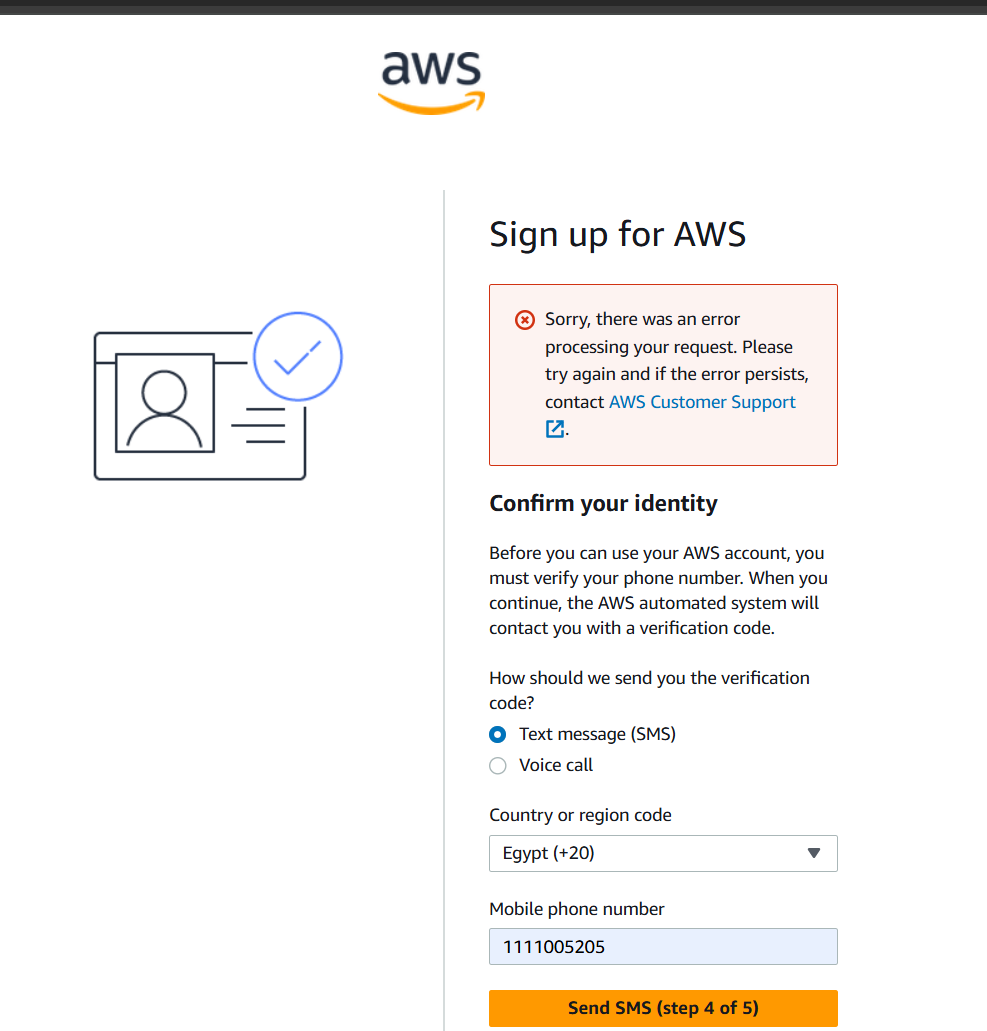 aws
Sign up for AWS
Sorry, there was an error
processing your request. Please
try again and if the error persists,
contact AWS Customer Support
.
Confirm your identity
Before you can use your AWS account, you
must verify your phone number. When you
continue, the AWS automated system will
contact you with a verification code.
How should we send you the verification
code?
Text message (SMS)
Voice call
Country or region code
Egypt (+20)
Mobile phone number
1111005205
Send SMS (step 4 of 5)